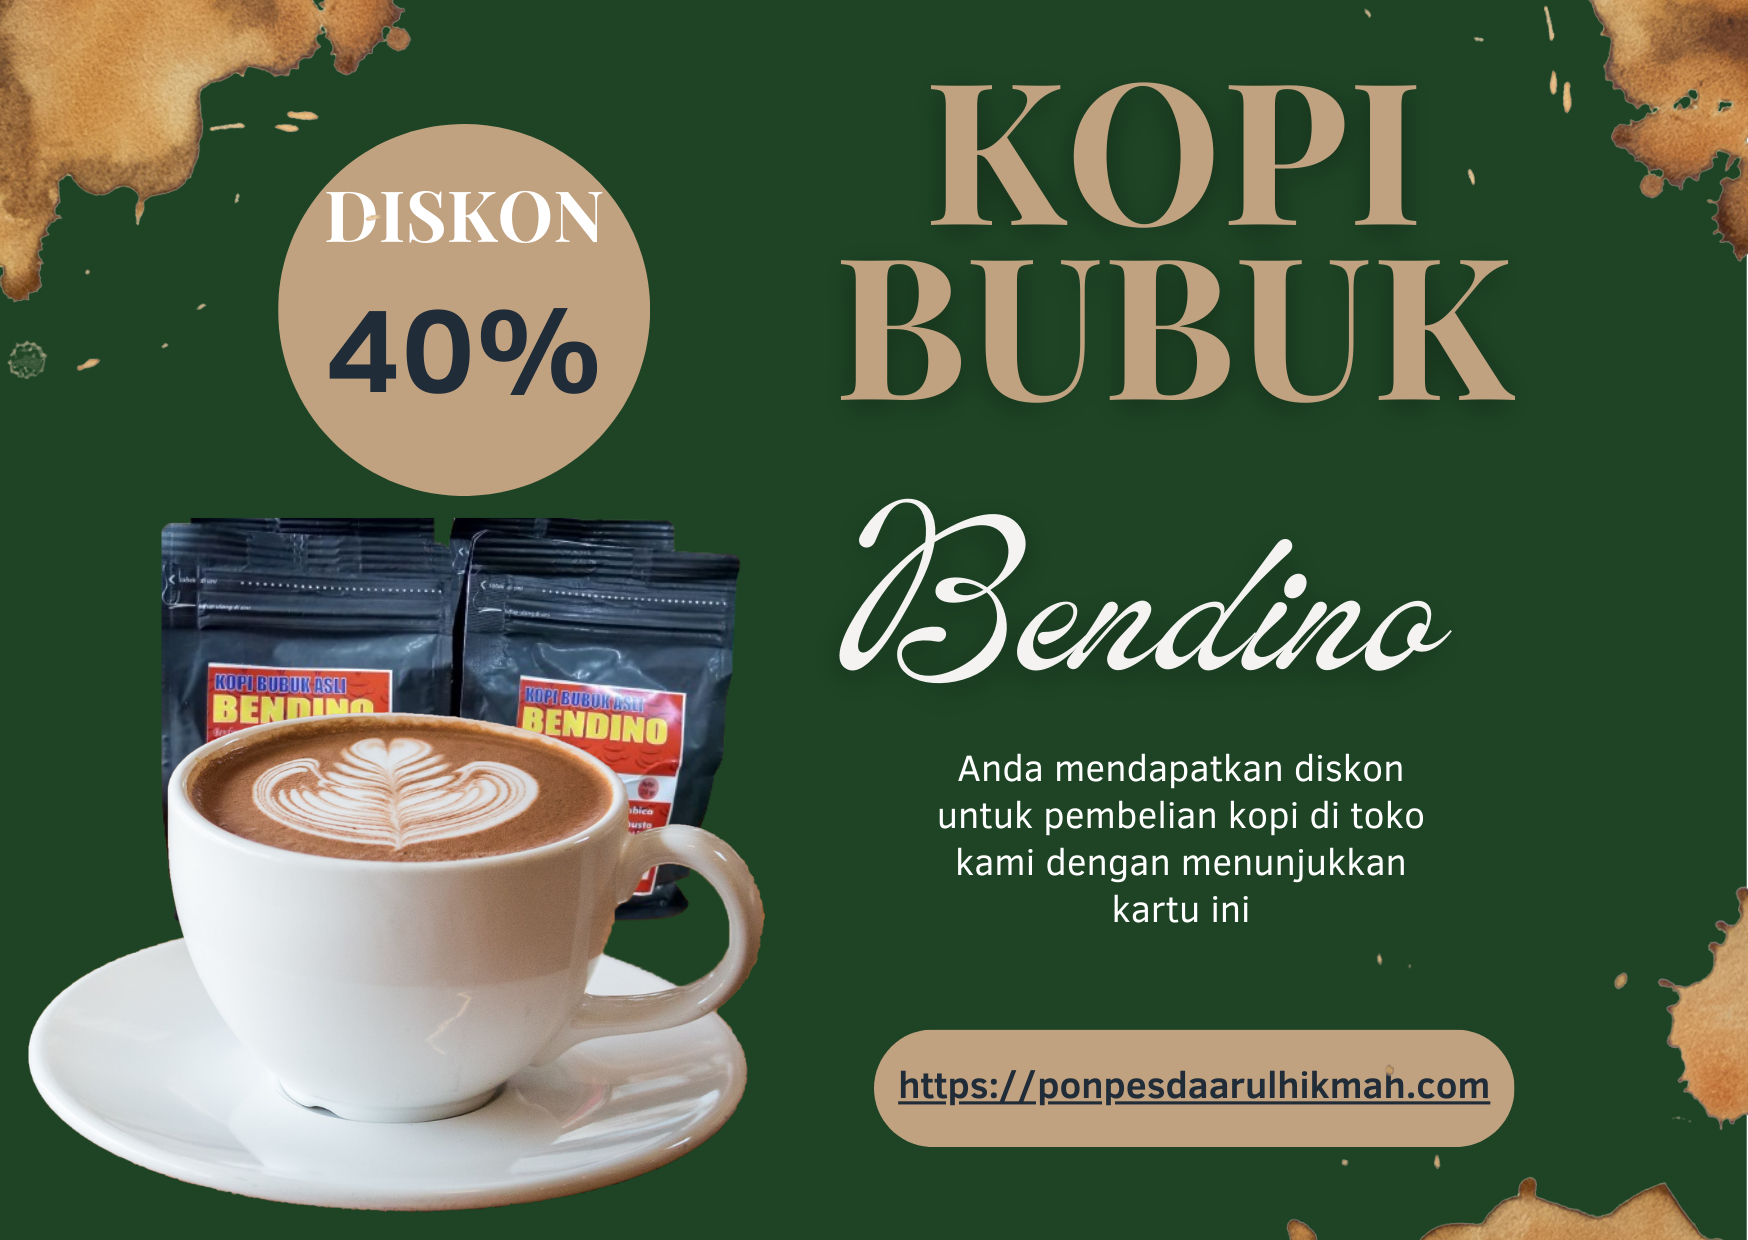 DISKON
40%
KOPI
BUBUK
Bendino
Anda mendapatkan diskon
untuk pembelian kopi di toko
kami dengan menunjukkan
kartu ini
https://ponpesdaarulhikmah.com
KOPI BUBUK ASLI
BENDINO
KOPI BUBUK ASLI
BENDINO